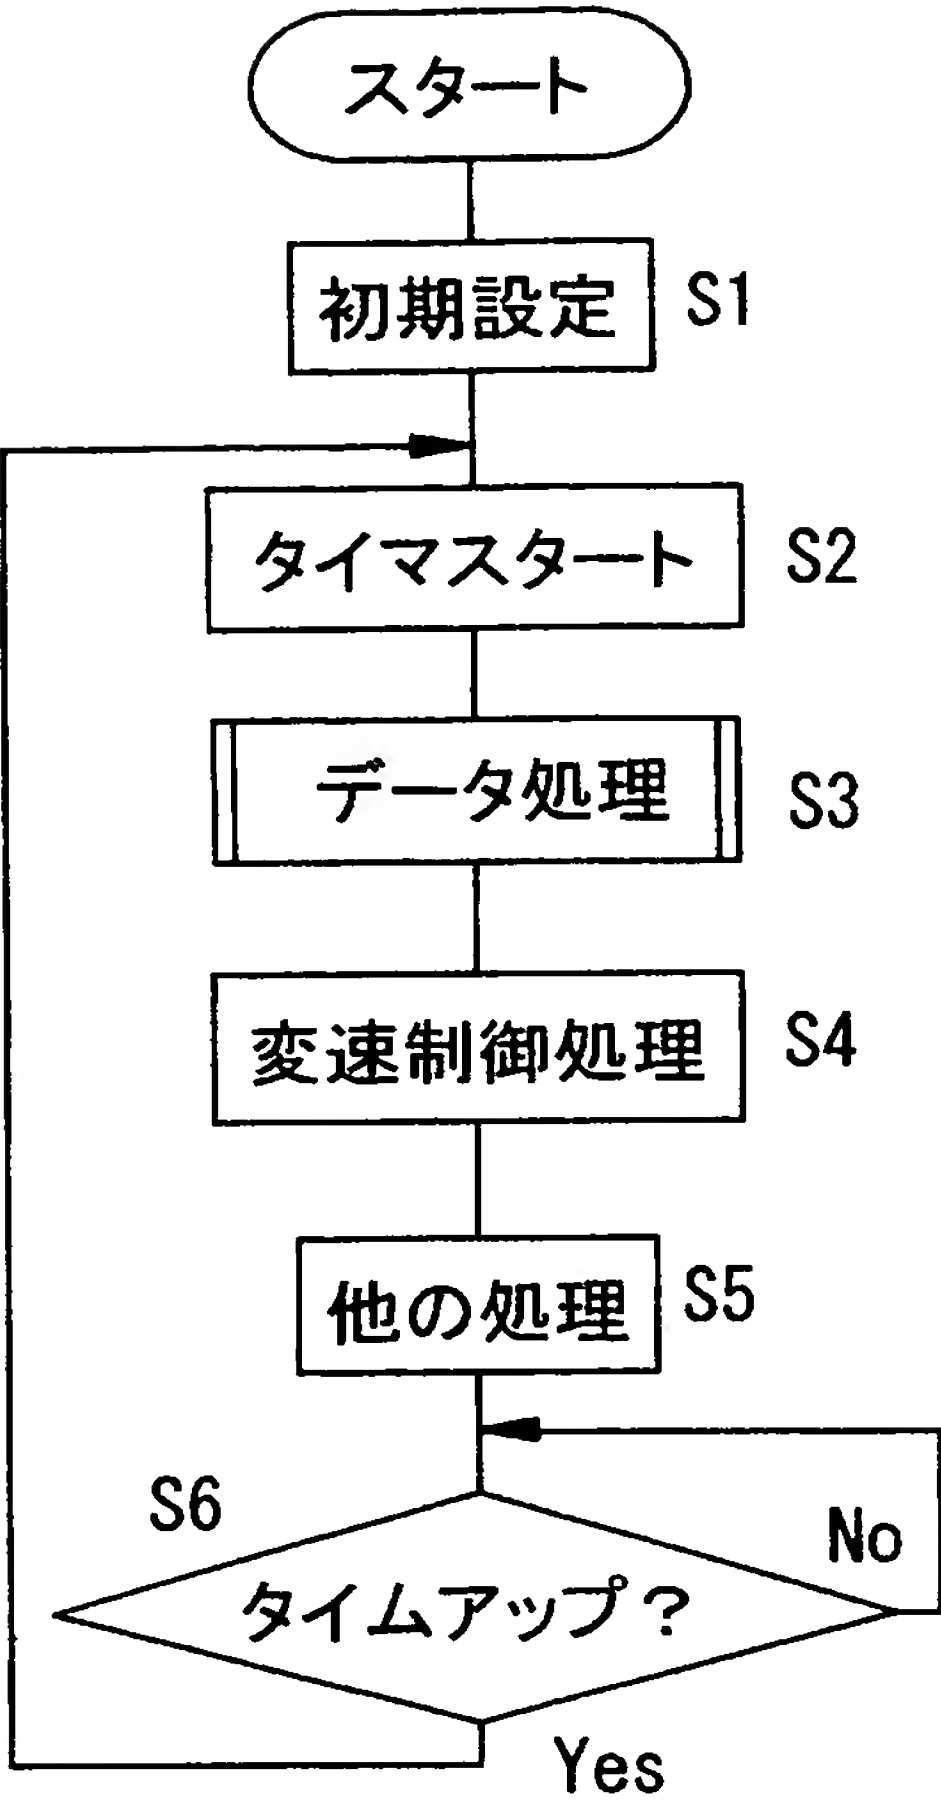 スタート
初期設定 S1
タイマスタート S2
データ処理 S3
変速制御処理 S4
他の処理 S5
S6
No
タイムアップ?
Yes